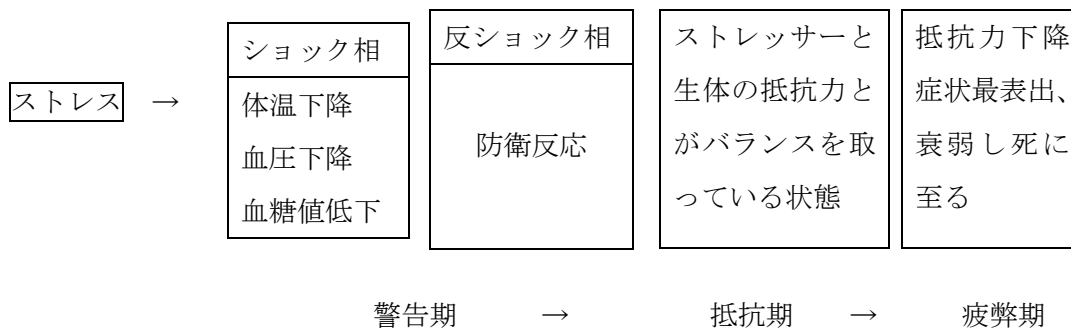 ストレス →
ショック相
体温下降
血圧下降
血糖値低下
反ショック相
防衛反応
ストレッサーと
生体の抵抗力と
がバランスを取
っている状態
抵抗力下降
症状最表出、
衰弱し死に
至る
警告期 → 抵抗期 → 疲弊期